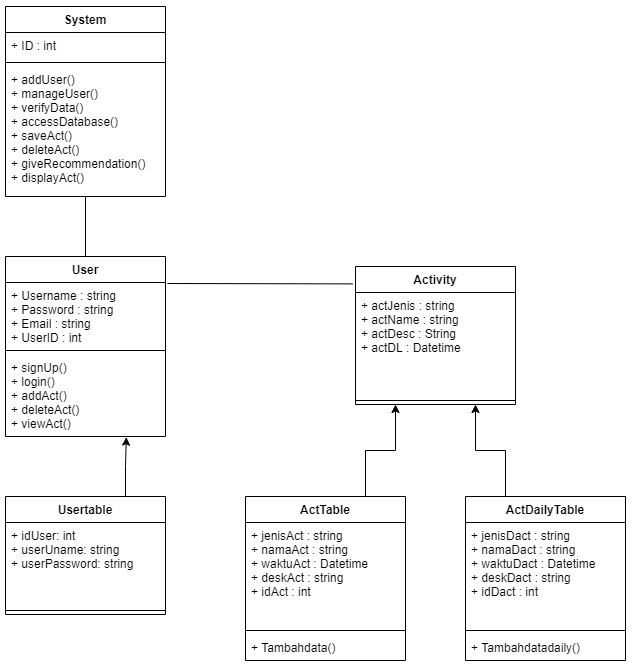 System
+ ID : int
+ addUser()
+ manageUser()
+ verifyData()
+ accessDatabase()
+ saveAct()
+ deleteAct()
+ giveRecommendation()
+ displayAct()
User
+ Username : string
+ Password : string
+ Email : string
+ UserID : int
+ signUp()
+ login()
+ addAct()
+ deleteAct()
+ viewAct()
Activity
+ actJenis : string
+ actName : string
+ actDesc : String
+ actDL : Datetime
Usertable
+ idUser: int
+ userUname: string
+ userPassword: string
ActTable
+ jenisAct : string
+ namaAct : string
+ waktuAct : Datetime
+ deskAct : string
+ idAct : int
+ Tambahdata()
ActDailyTable
+ jenisDact : string
+ namaDact : string
+ waktuDact : Datetime
+ deskDact : string
+ idDact : int
+ Tambahdatadaily()